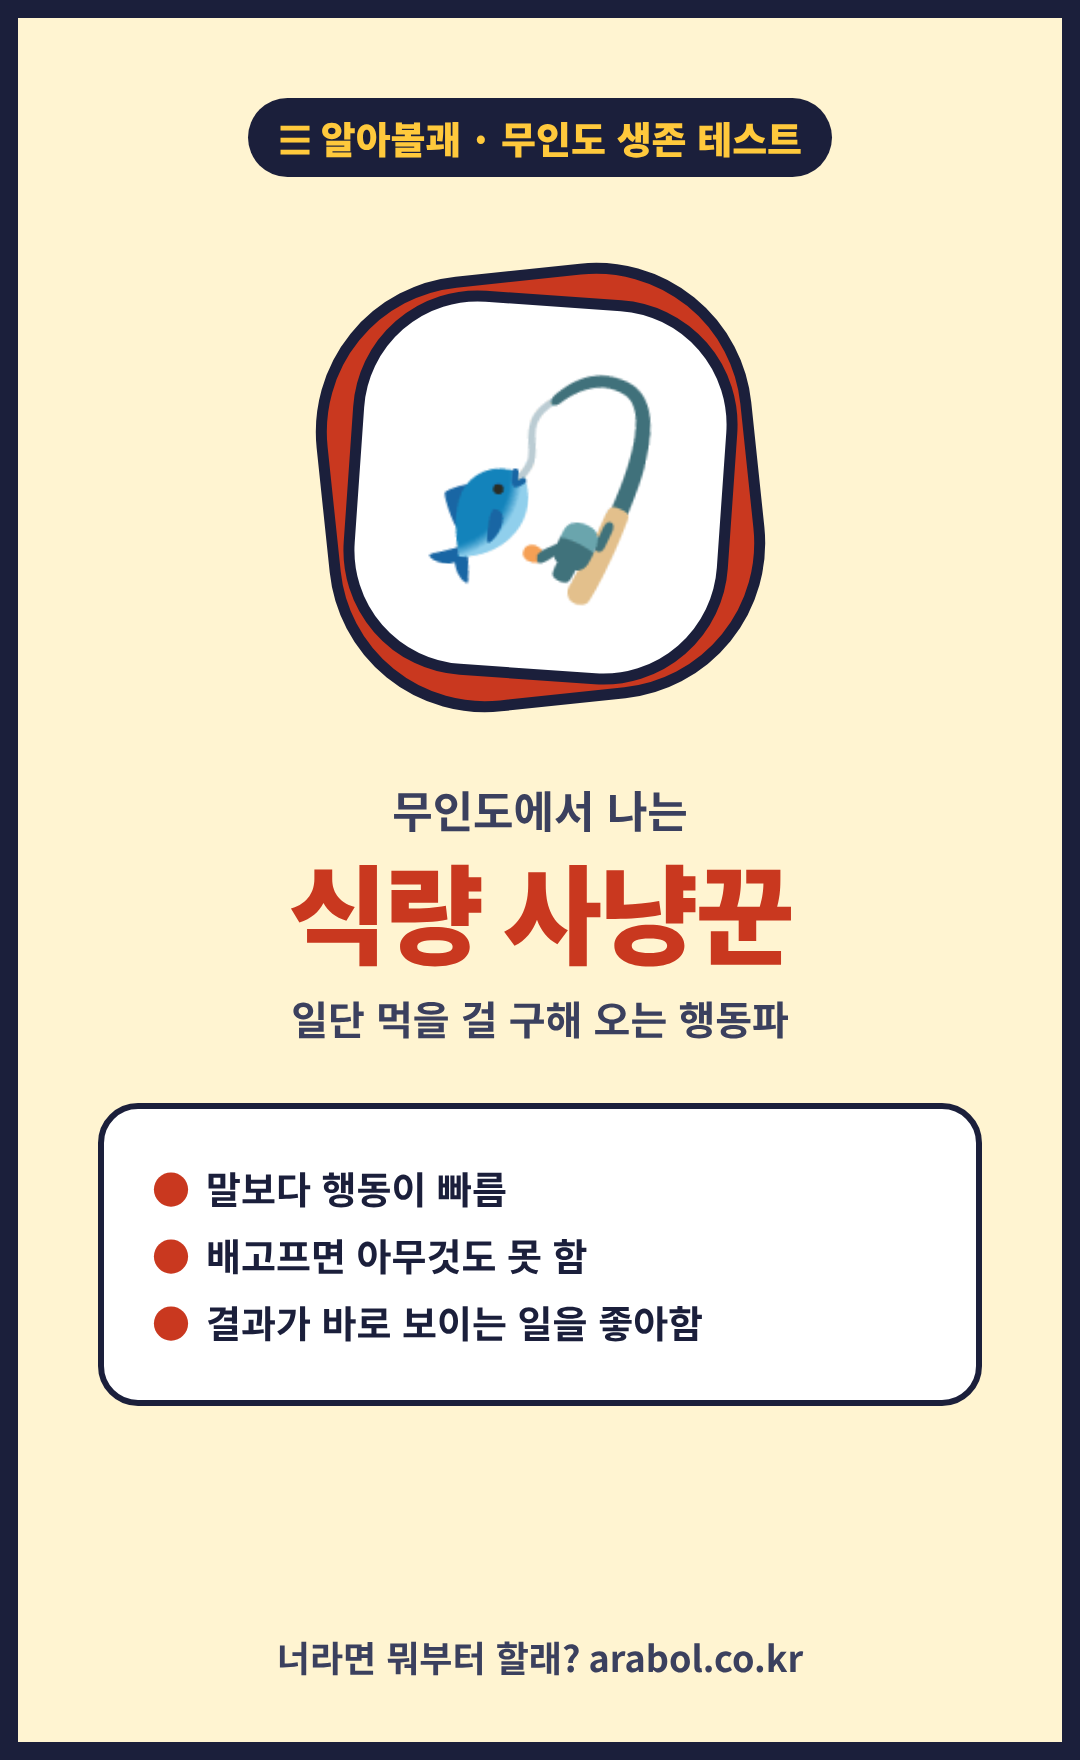 ☰ 알아볼괘 · 무인도 생존 테스트
무인도에서 나는
식량 사냥꾼
일단 먹을 걸 구해 오는 행동파
말보다 행동이 빠름
배고프면 아무것도 못 함
결과가 바로 보이는 일을 좋아함
너라면 뭐부터 할래? arabol.co.kr